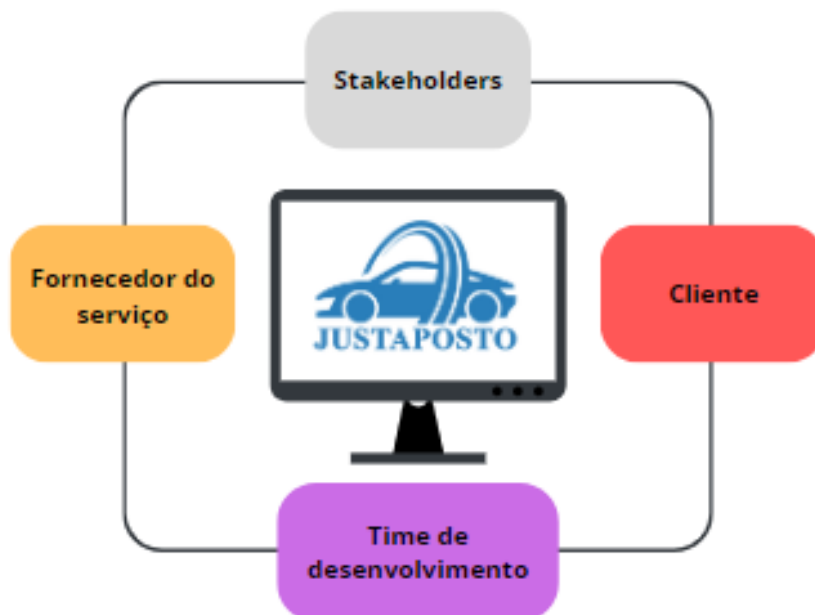 Stakeholders
Fornecedor do
serviço
JUSTAPOSTO
Cliente
Time de
desenvolvimento